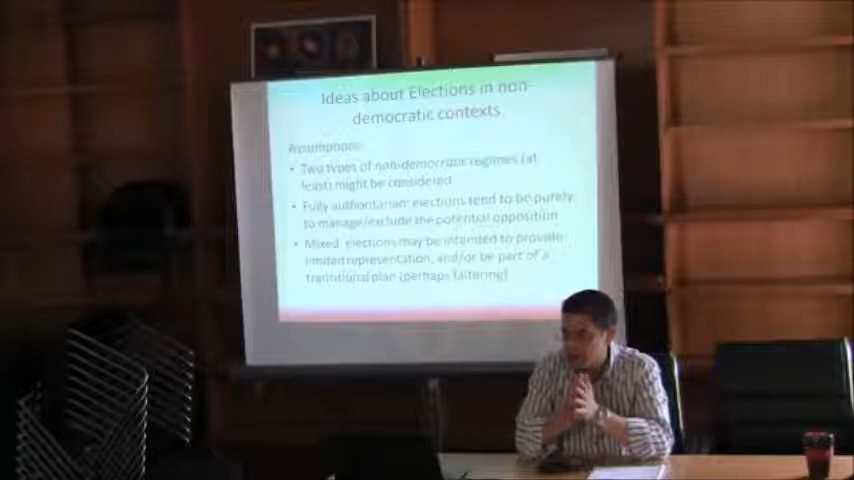 Ideas about Elections in non-
democratic contexts
Assumptions:
• Two types of non-democratic regimes (at
least) might be considered
• Fully authoritarian: elections tend to be purely
to manage/exclude the potential opposition
• Mixed: elections may be intended to provide
limited representation, and/or be part of a
transitional plan (perhaps faltering)